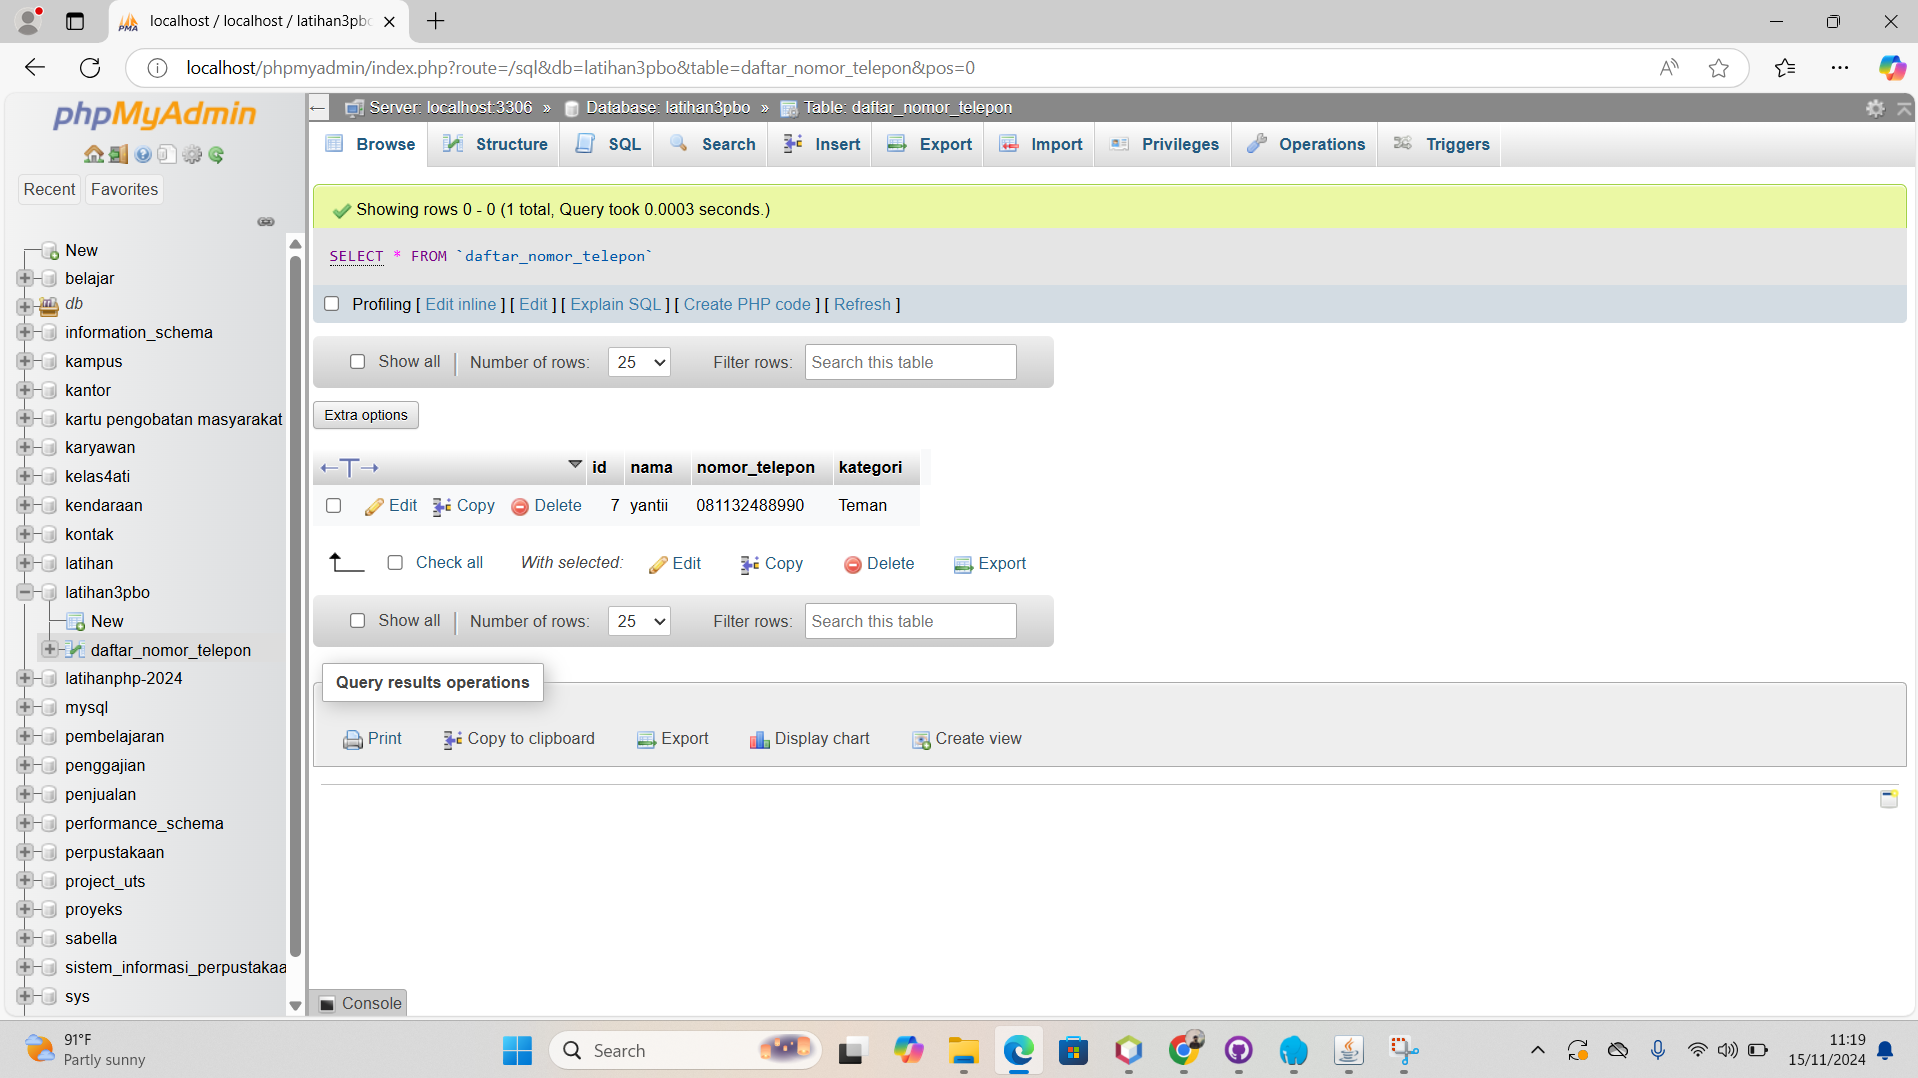 localhost / localhost / latihan3pbo
localhost/phpmyadmin/index.php?route=/sql&db=latihan3pbo&table=daftar_nomor_telepon&pos=0
phpMyAdmin
Recent Favorites
New
belajar
db
information_schema
kampus
kantor
kartu pengobatan masyarakat
karyawan
kelas4ati
kendaraan
kontak
latihan
latihan3pbo
New
daftar_nomor_telepon
latihanphp-2024
mysql
pembelajaran
penggajian
penjualan
performance_schema
perpustakaan
project_uts
proyeks
sabella
sistem_informasi_perpustakaa
sys
Server: localhost:3306 » Database: latihan3pbo » Table: daftar_nomor_telepon
Browse Structure SQL Search Insert Export Import Privileges Operations Triggers
Showing rows 0 - 0 (1 total, Query took 0.0003 seconds.)
SELECT * FROM `daftar_nomor_telepon`
Profiling [ Edit inline ] [ Edit ] [ Explain SQL ] [ Create PHP code ] [ Refresh ]
Show all | Number of rows: 25 Filter rows: Search this table
Extra options
id nama nomor_telepon kategori
Edit Copy Delete 7 yantii 081132488990 Teman
Check all With selected: Edit Copy Delete Export
Show all | Number of rows: 25 Filter rows: Search this table
Query results operations
Print Copy to clipboard Export Display chart Create view
Console
91°F
Partly sunny
Search
11:19
15/11/2024